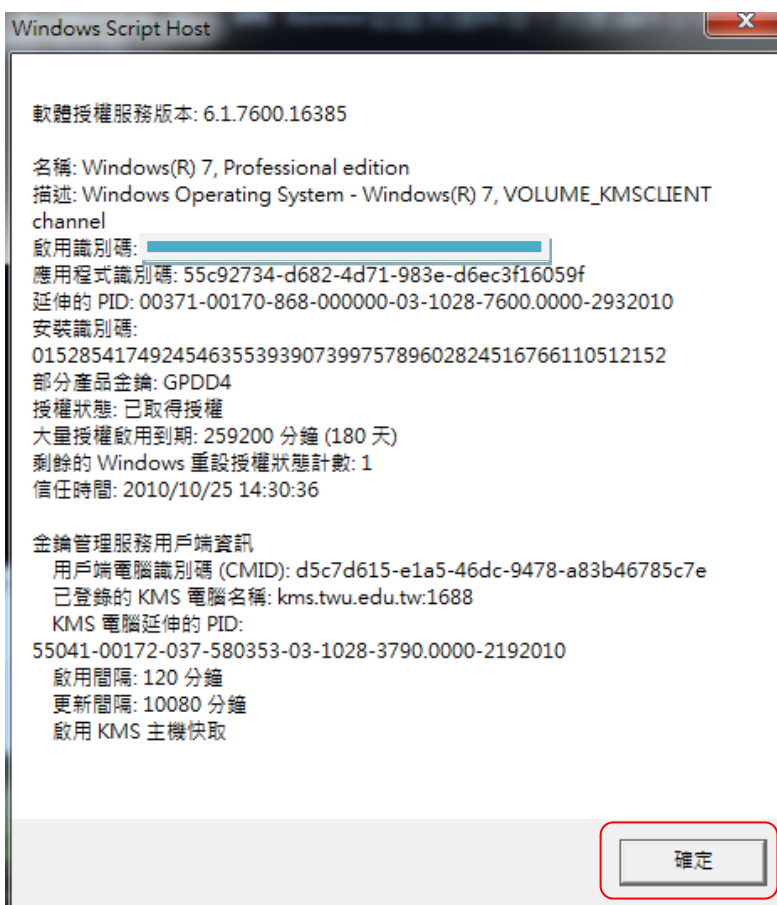 Windows Script Host
軟體授權服務版本: 6.1.7600.16385
名稱: Windows(R) 7, Professional edition
描述: Windows Operating System - Windows(R) 7, VOLUME_KMSCLIENT
channel
啟用識別碼:
應用程式識別碼: 55c92734-d682-4d71-983e-d6ec3f16059f
延伸的 PID: 00371-00170-868-000000-03-1028-7600.0000-2932010
安裝識別碼:
015285417492454635539390739975789602824516766110512152
部分產品金鑰: GPDD4
授權狀態: 已取得授權
大量授權啟用到期: 259200 分鐘 (180 天)
剩餘的 Windows 重設授權狀態計數: 1
信任時間: 2010/10/25 14:30:36
金鑰管理服務用戶端資訊
用戶端電腦識別碼 (CMID): d5c7d615-e1a5-46dc-9478-a83b46785c7e
已登錄的 KMS 電腦名稱: kms.twu.edu.tw:1688
KMS 電腦延伸的 PID:
55041-00172-037-580353-03-1028-3790.0000-2192010
啟用間隔: 120 分鐘
更新間隔: 10080 分鐘
啟用 KMS 主機快取
確定